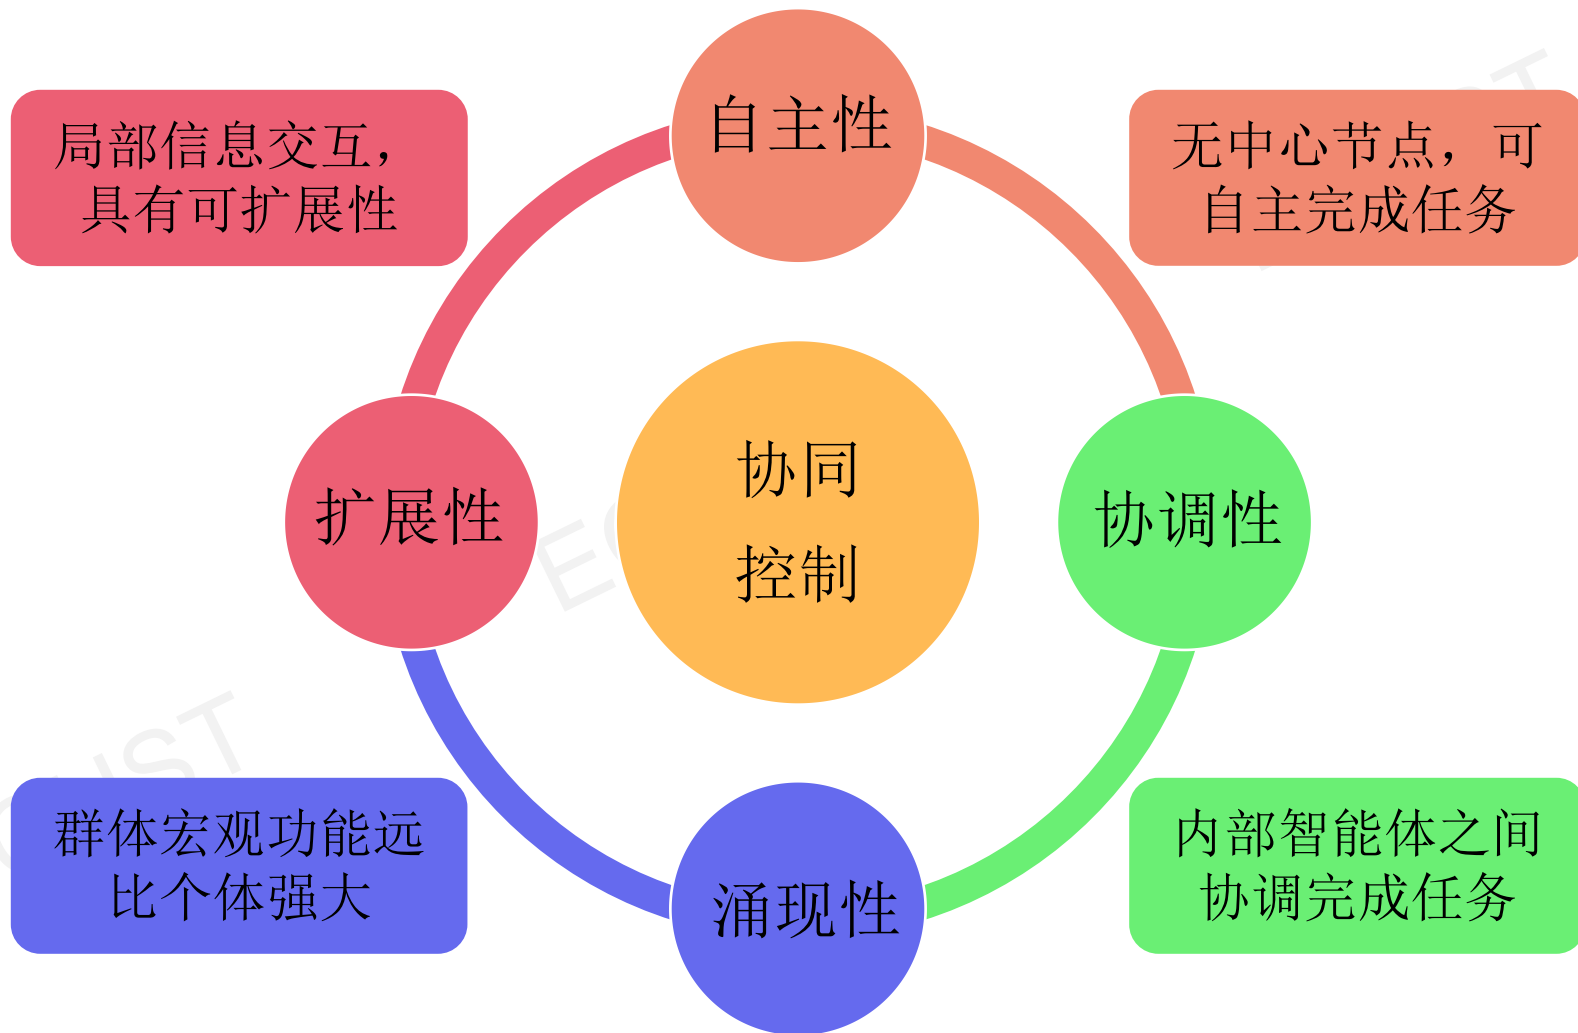 自主性
局部信息交互，
具有可扩展性
无中心节点，可
自主完成任务
扩展性
协同
控制
协调性
群体宏观功能远
比个体强大
涌现性
内部智能体之间
协调完成任务